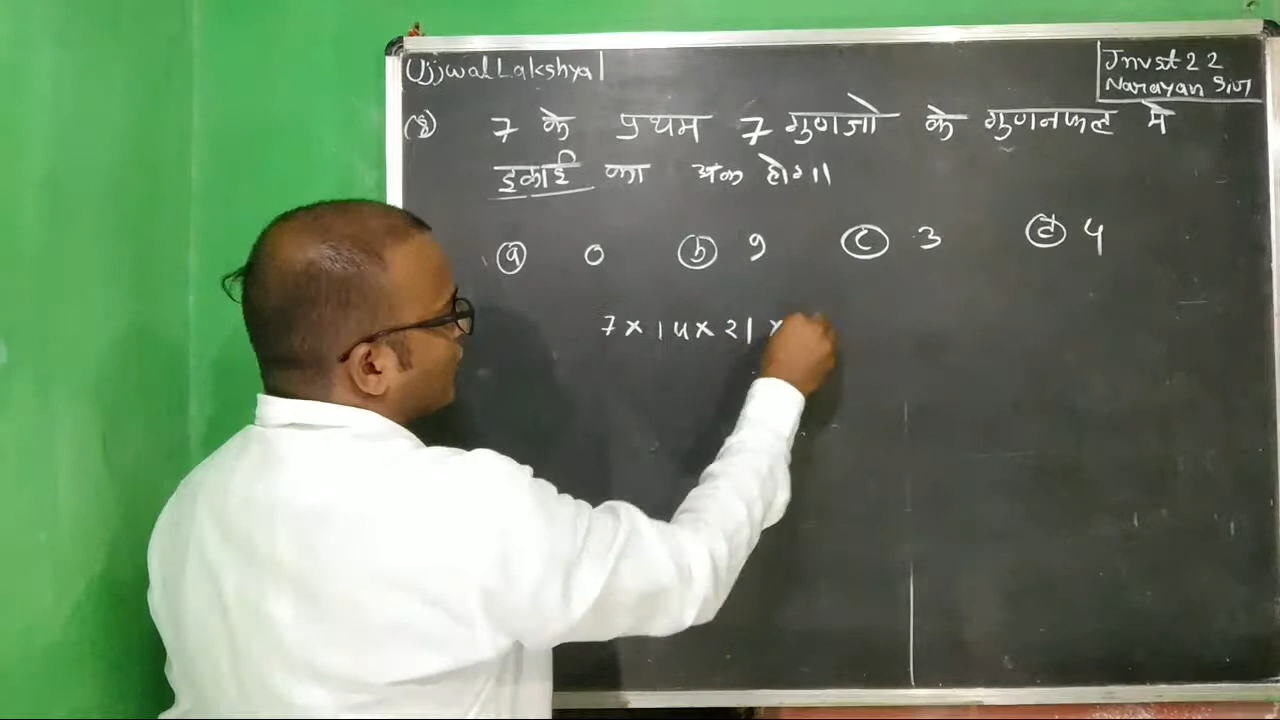 Ujjwal Lakshya
Jnvst 22
Narayan Sir
(8) 7 के प्रथम 7 गुणजो के गुणनफल मे
इकाई का अंक होगा।
(a) 0 (b) 9 (c) 3 (d) 4
7 × 14 × 21 ×